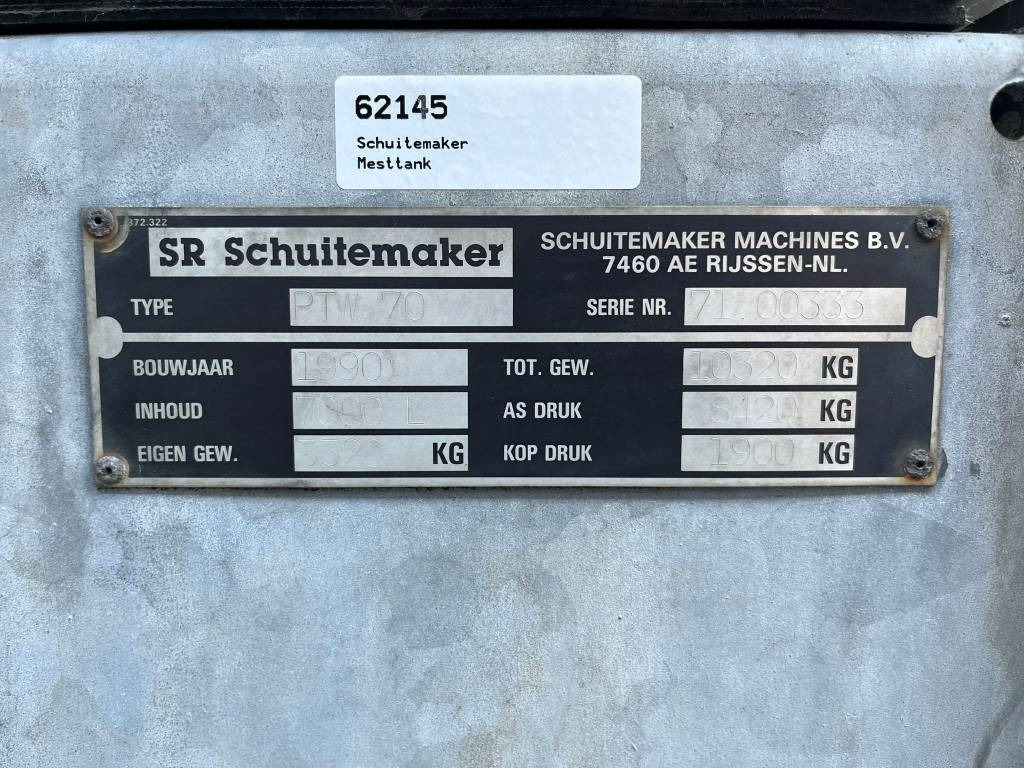 62145
Schuitemaker
Mesttank
SR Schuitemaker
SCHUITEMAKER MACHINES B.V.
7460 AE RIJSSEN-NL.
TYPE PTW 70 SERIE NR. 71.00333
BOUWJAAR 1990 TOT. GEW. 10320 KG
INHOUD L AS DRUK 8420 KG
EIGEN GEW. KG KOP DRUK 1900 KG